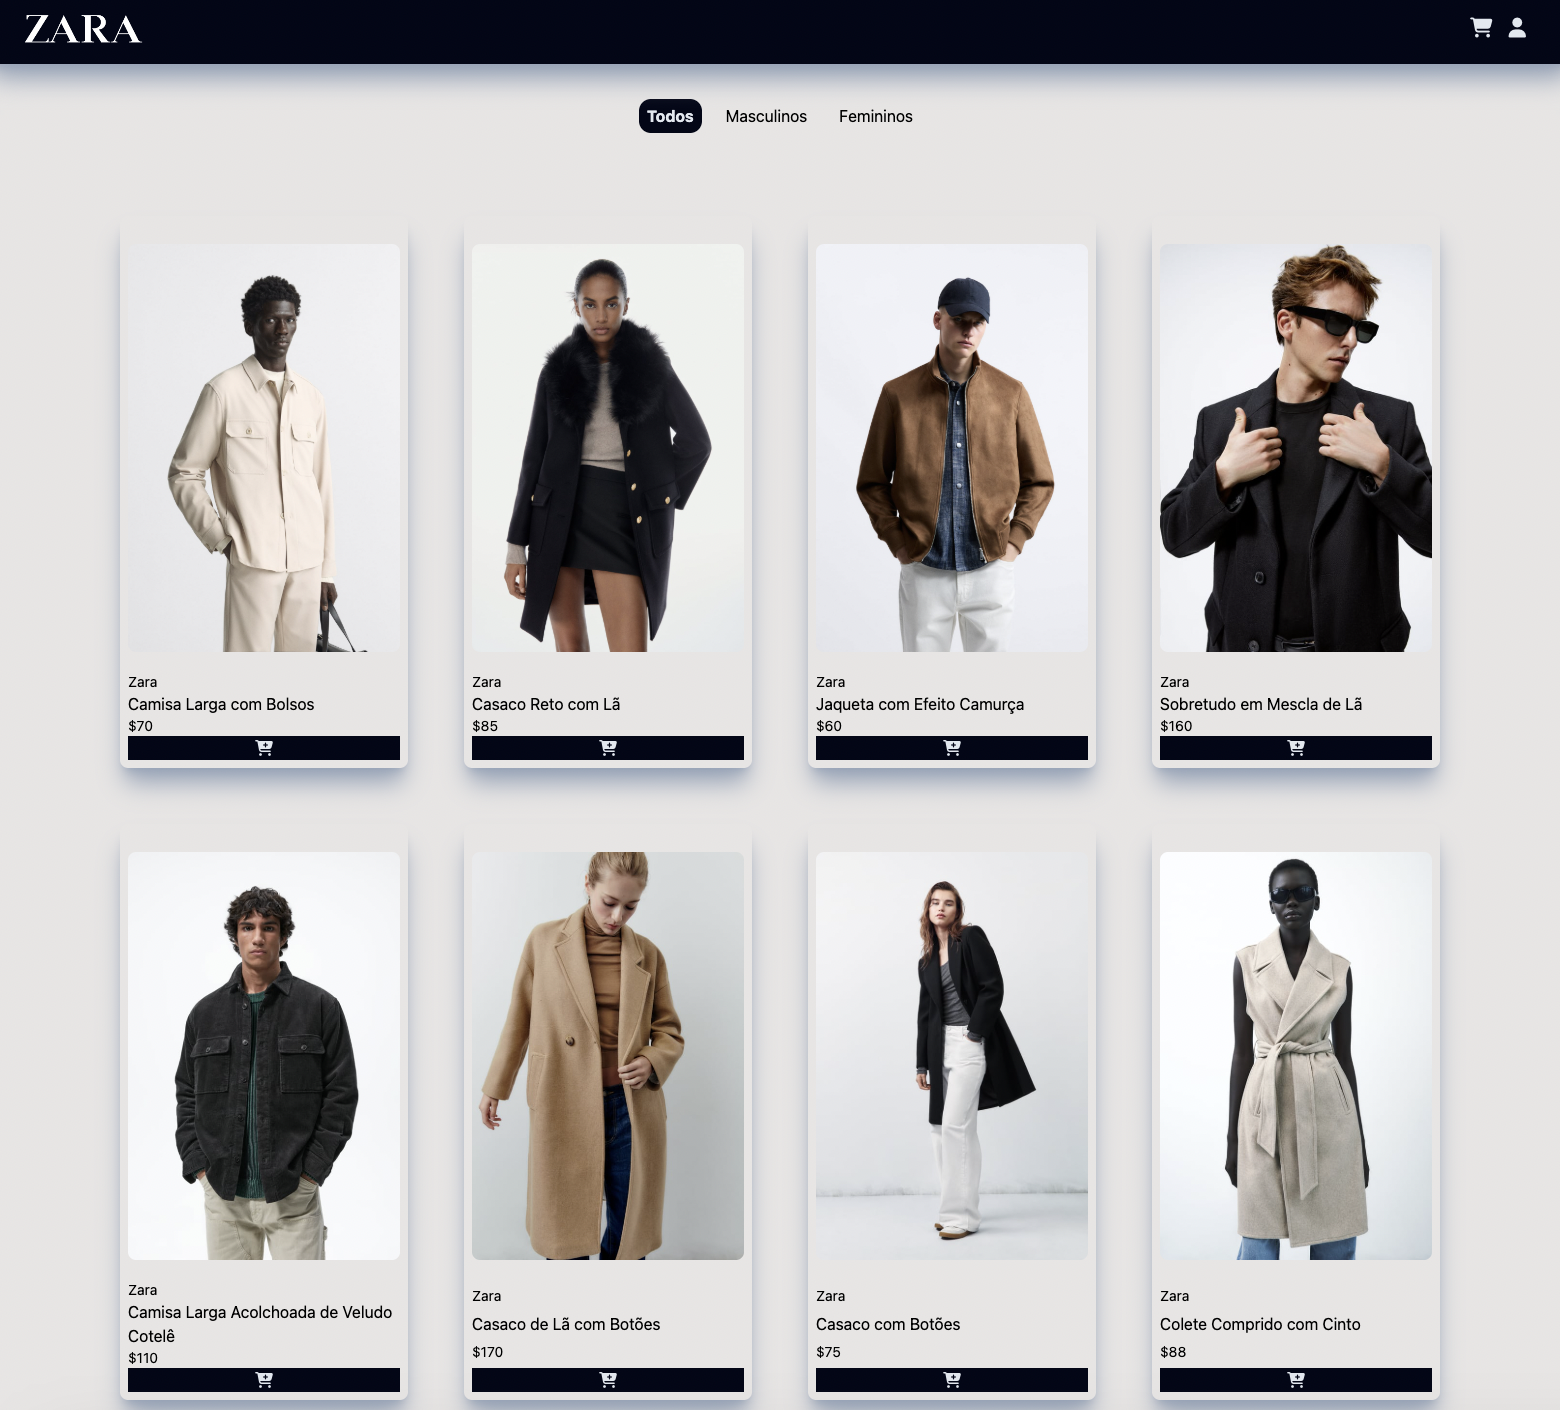 ZARA
Todos Masculinos Femininos
Zara
Camisa Larga com Bolsos
$70
Zara
Casaco Reto com Lã
$85
Zara
Jaqueta com Efeito Camurça
$60
Zara
Sobretudo em Mescla de Lã
$160
Zara
Camisa Larga Acolchoada de Veludo
Cotelê
$110
Zara
Casaco de Lã com Botões
$170
Zara
Casaco com Botões
$75
Zara
Colete Comprido com Cinto
$88